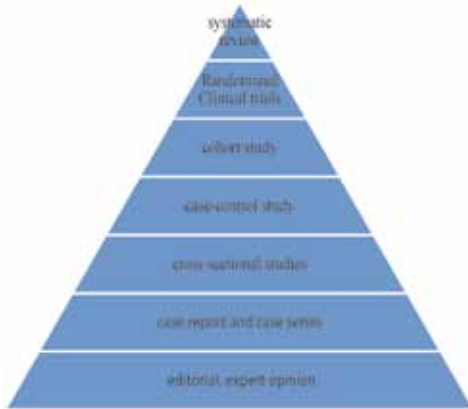 systematic
review
Randomized
Clinical trials
cohort study
case-control study
cross-sectional studies
case report and case series
editorial, expert opinion